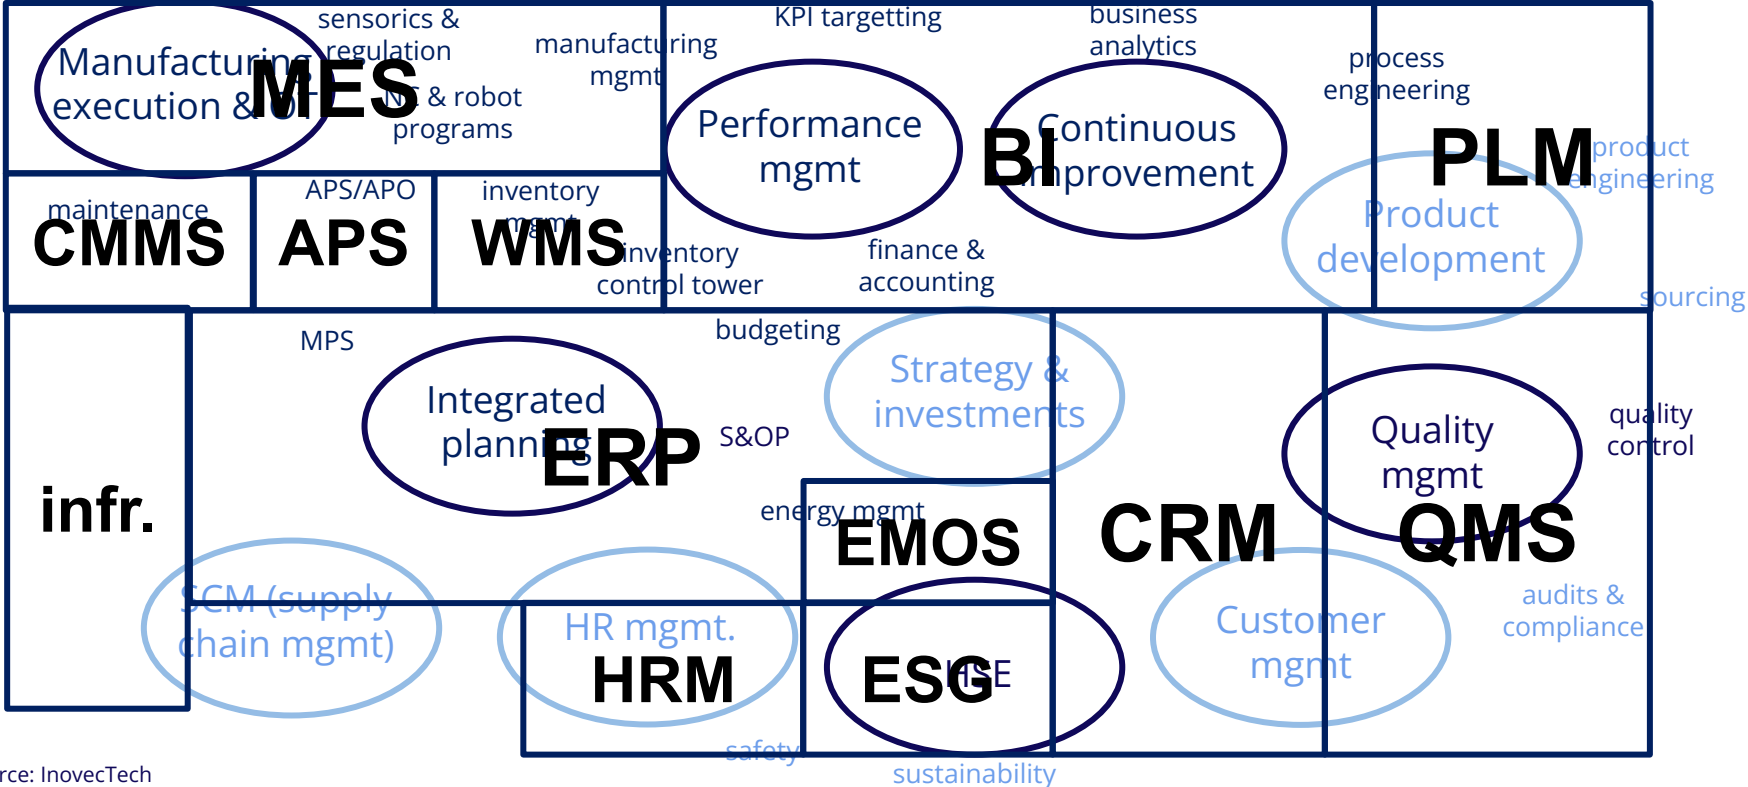 sensorics &
regulation
Manufacturing
execution & OT
MES
NC & robot
programs
manufacturing
mgmt
KPI targetting
business
analytics
Performance
mgmt
BI
Continuous
improvement
process
engineering
PLM
product
engineering
Product
development
sourcing
maintenance
CMMS
APS/APO
APS
inventory
mgmt
WMS
inventory
control tower
finance &
accounting
MPS
budgeting
Integrated
planning
ERP
S&OP
Strategy &
investments
Quality
mgmt
quality
control
infr.
energy mgmt
EMOS
CRM
QMS
SCM (supply
chain mgmt)
HR mgmt.
HRM
ESG
HSE
Customer
mgmt
audits &
compliance
safety
sustainability
rce: InovecTech